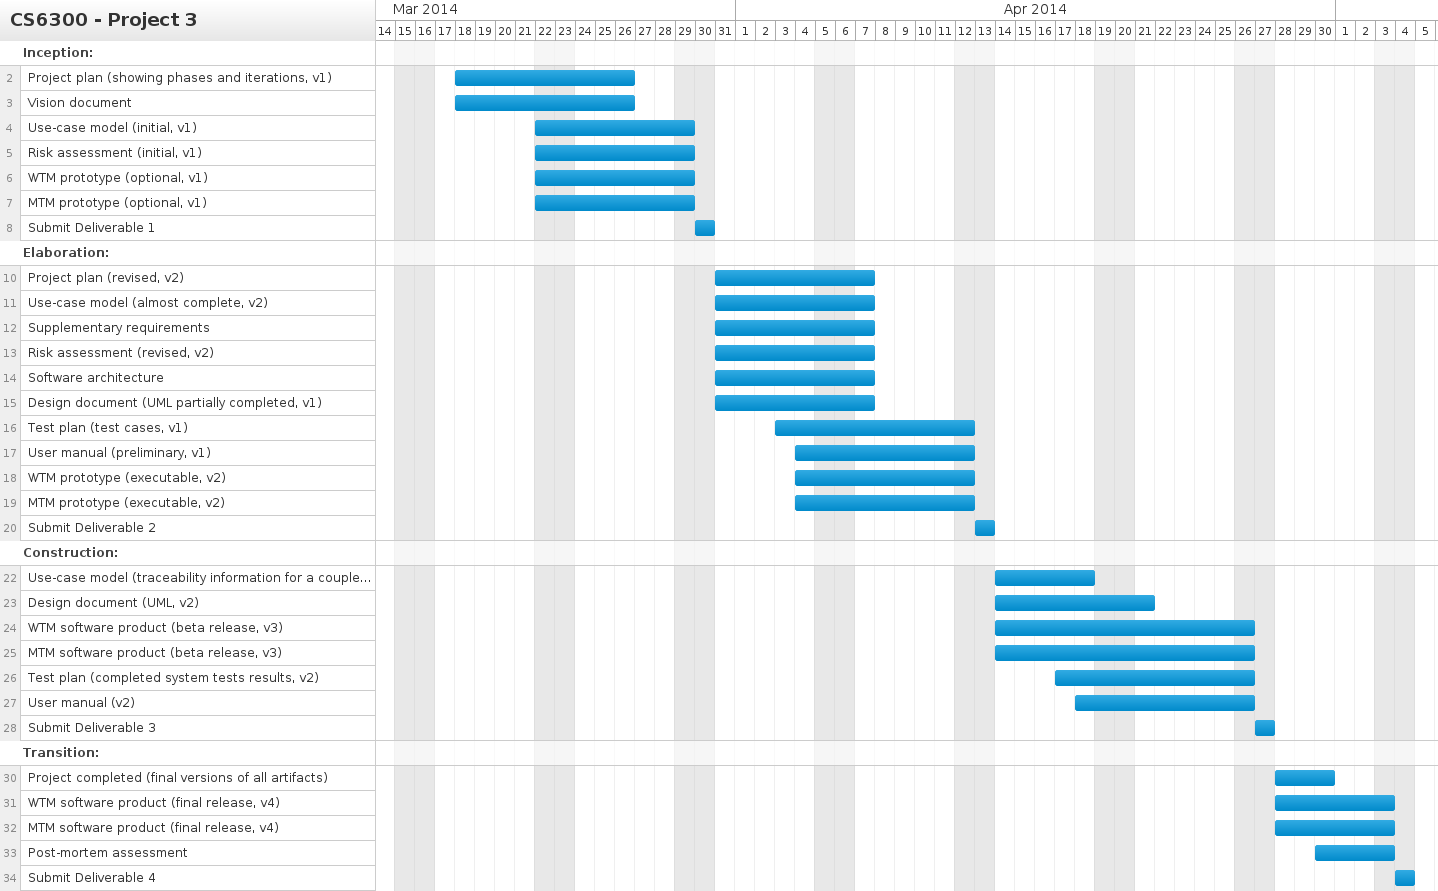 CS6300 - Project 3
Mar 2014 Apr 2014
14 15 16 17 18 19 20 21 22 23 24 25 26 27 28 29 30 31 1 2 3 4 5 6 7 8 9 10 11 12 13 14 15 16 17 18 19 20 21 22 23 24 25 26 27 28 29 30 1 2 3 4 5
Inception:
2 Project plan (showing phases and iterations, v1)
3 Vision document
4 Use-case model (initial, v1)
5 Risk assessment (initial, v1)
6 WTM prototype (optional, v1)
7 MTM prototype (optional, v1)
8 Submit Deliverable 1
Elaboration:
10 Project plan (revised, v2)
11 Use-case model (almost complete, v2)
12 Supplementary requirements
13 Risk assessment (revised, v2)
14 Software architecture
15 Design document (UML partially completed, v1)
16 Test plan (test cases, v1)
17 User manual (preliminary, v1)
18 WTM prototype (executable, v2)
19 MTM prototype (executable, v2)
20 Submit Deliverable 2
Construction:
22 Use-case model (traceability information for a couple...
23 Design document (UML, v2)
24 WTM software product (beta release, v3)
25 MTM software product (beta release, v3)
26 Test plan (completed system tests results, v2)
27 User manual (v2)
28 Submit Deliverable 3
Transition:
30 Project completed (final versions of all artifacts)
31 WTM software product (final release, v4)
32 MTM software product (final release, v4)
33 Post-mortem assessment
34 Submit Deliverable 4